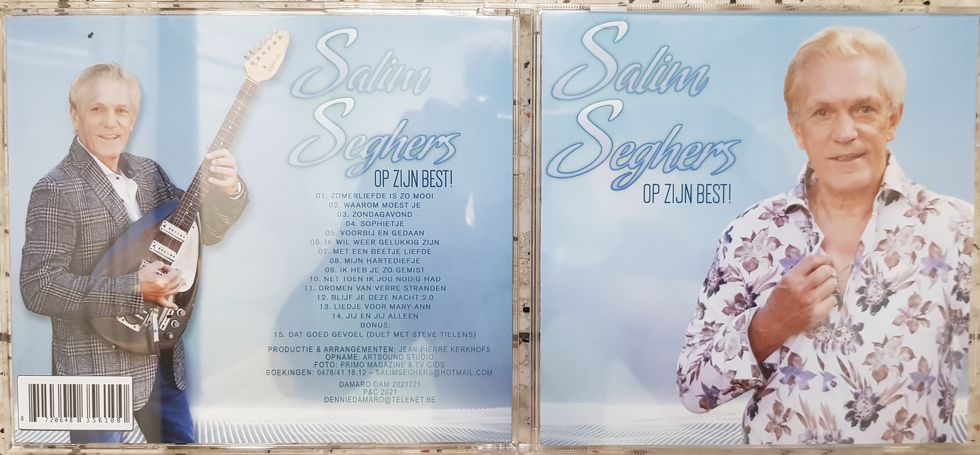 Salim
Seghers
OP ZIJN BEST!
01. ZOMERLIEFDE IS ZO MOOI
02. WAAROM MOEST JE
03. ZONDAGAVOND
04. SOPHIETJE
05. VOORBIJ EN GEDAAN
06. IK WIL WEER GELUKKIG ZIJN
07. MET EEN BEETJE LIEFDE
08. MIJN HARTEDIEFJE
09. IK HEB JE ZO GEMIST
10. NET TOEN IK JOU NODIG HAD
11. DROMEN VAN VERRE STRANDEN
12. BLIJF JE DEZE NACHT 2.0
13. LIEDJE VOOR MARY-ANN
14. JIJ EN JIJ ALLEEN
BONUS:
15. DAT GOED GEVOEL (DUET MET STEVE TIELENS)
PRODUCTIE & ARRANGEMENTEN: JEAN-PIERRE KERKHOFS
OPNAME: ARTSOUND STUDIO
FOTO: PRIMO MAGAZINE & TV GIDS
BOEKINGEN: 0478/41.18.12 – SALIMSEGHERS@HOTMAIL.COM
DAMARO DAM 2021021
P&C 2021
DENNIEDAMARO@TELENET.BE
8 720648 356100
Salim
Seghers
OP ZIJN BEST!